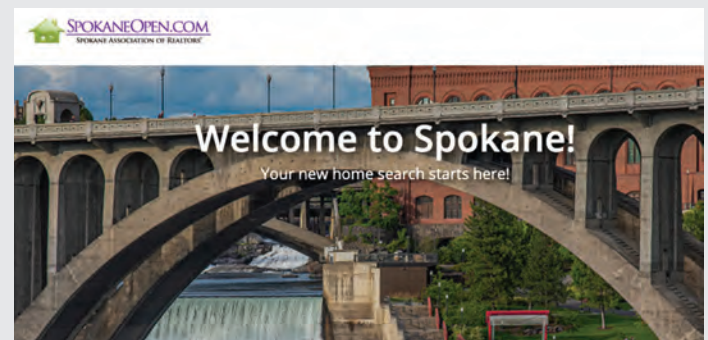 SPOKANEOPEN.COM
SPOKANE ASSOCIATION OF REALTORS®
Welcome to Spokane!
Your new home search starts here!